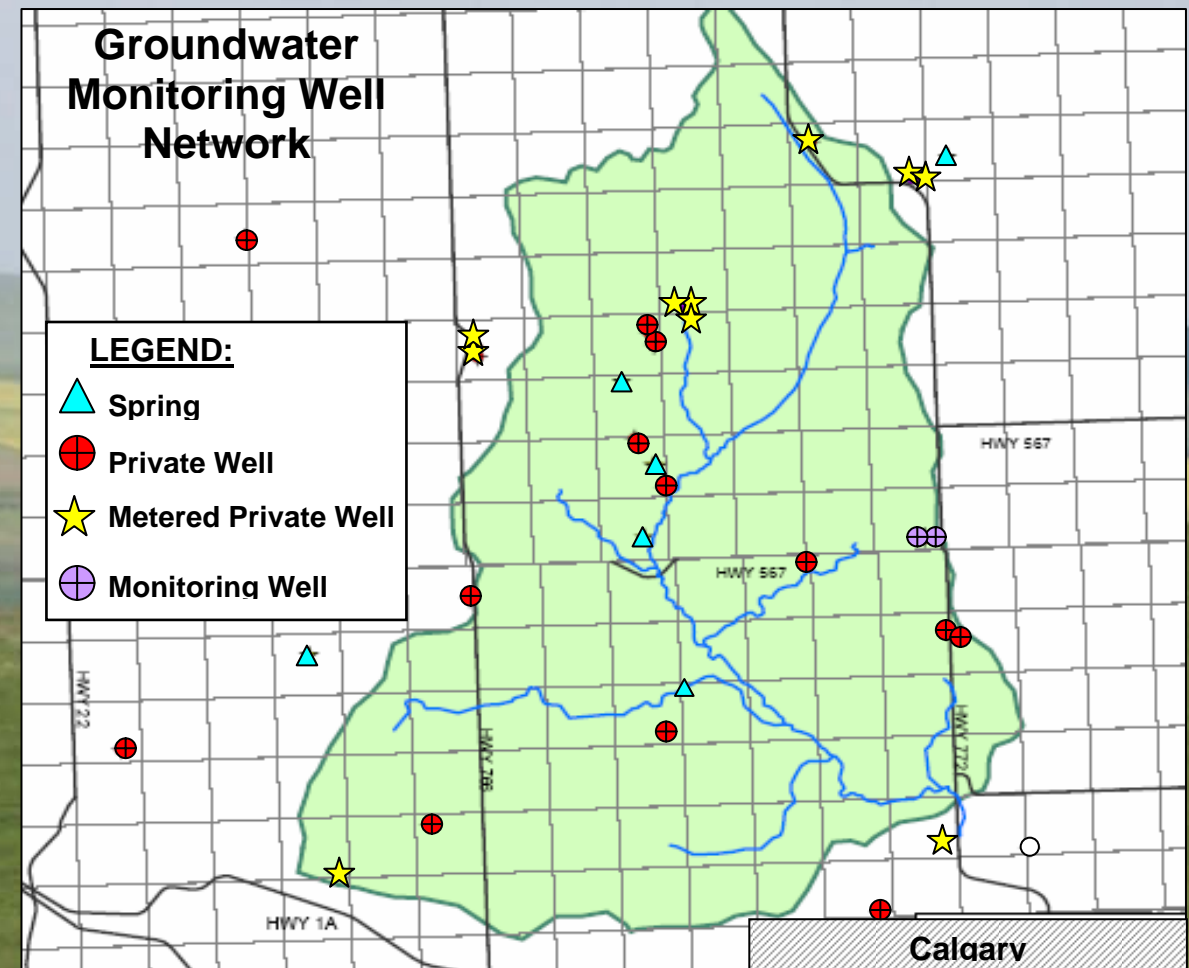 Groundwater
Monitoring Well
Network
LEGEND:
Spring
Private Well
Metered Private Well
Monitoring Well
HWY 567
HWY 567
HWY 22
HWY 766
HWY 772
HWY 1A
Calgary